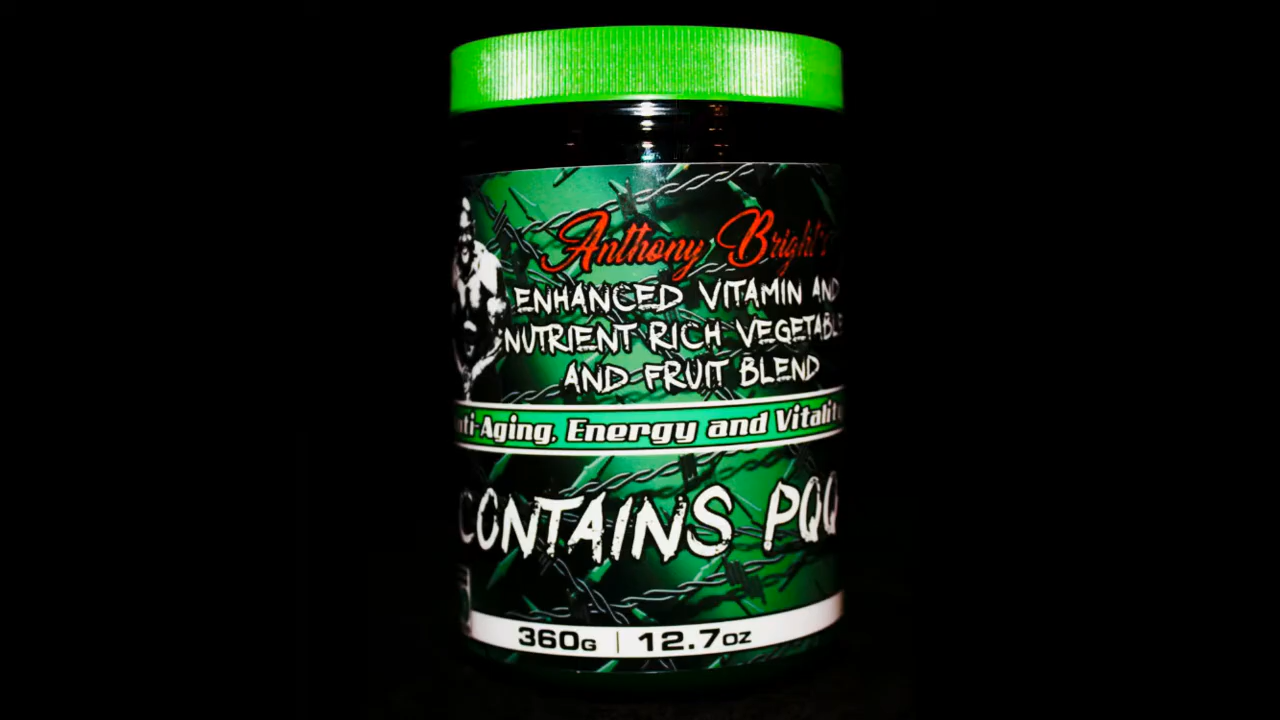 Anthony Bright's
ENHANCED VITAMIN AND
NUTRIENT RICH VEGETABLE
AND FRUIT BLEND
nti-Aging, Energy and Vitality
CONTAINS PQQ
360G | 12.7OZ